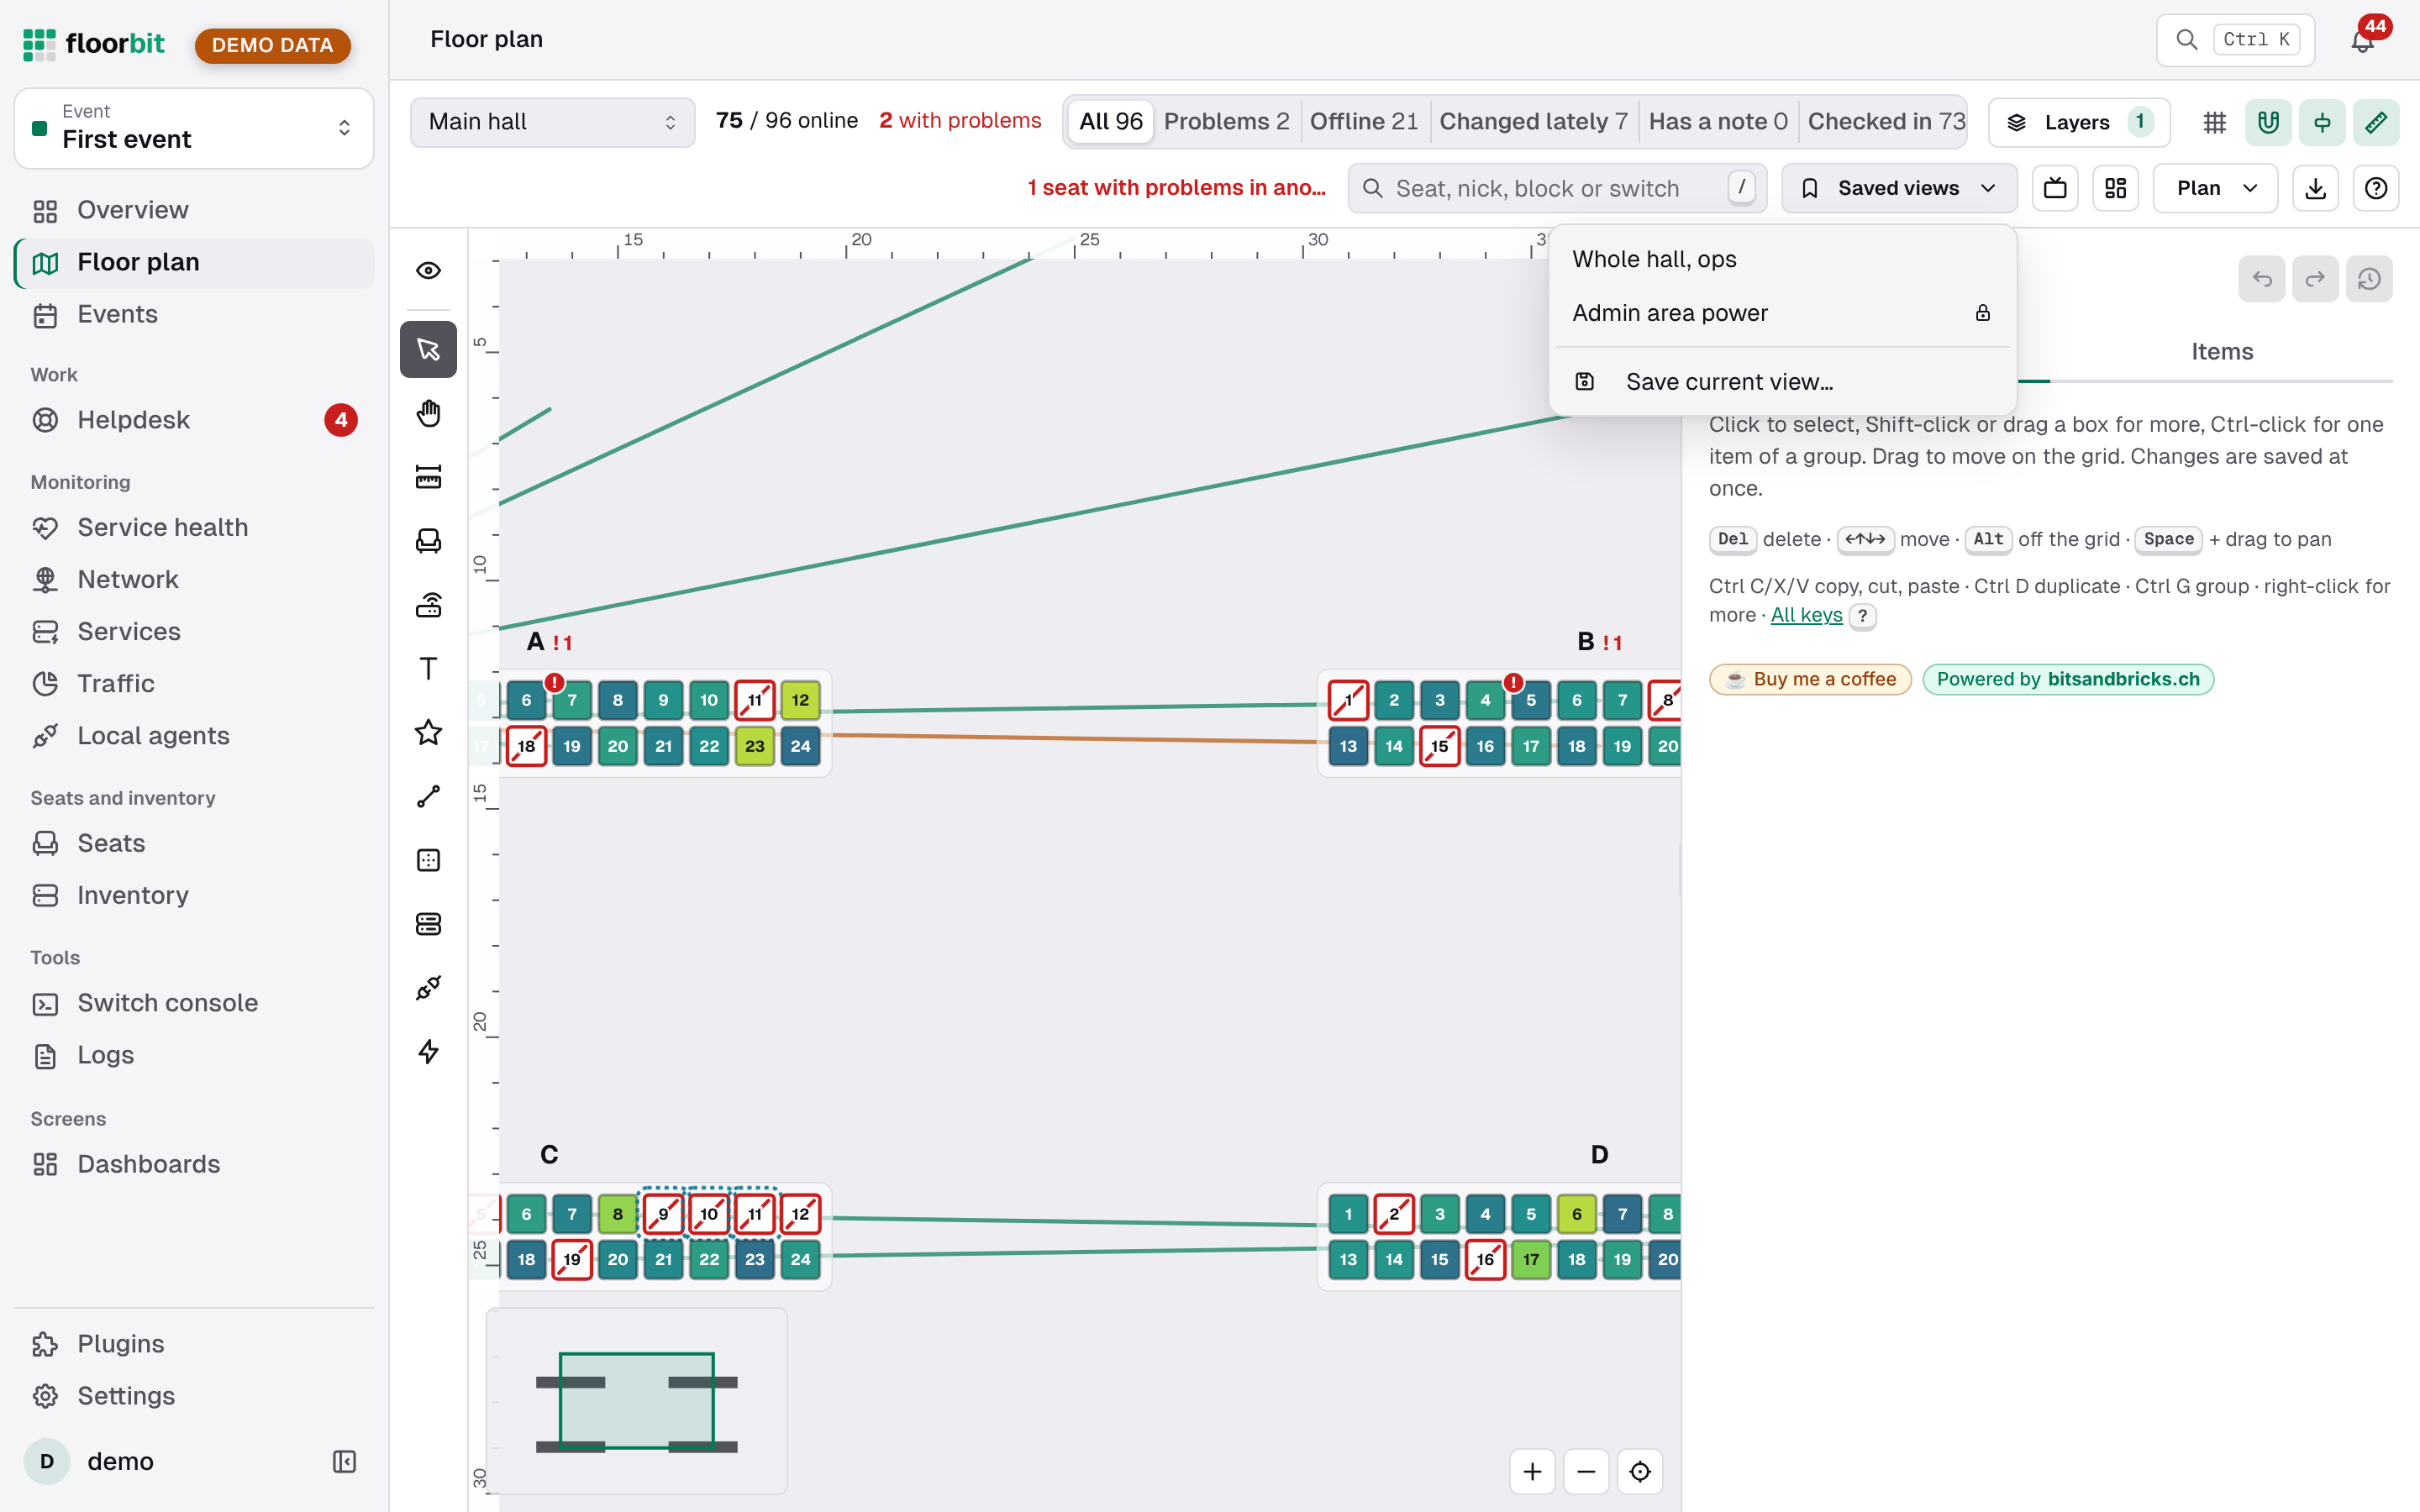 floorbit
DEMO DATA
Event
First event
Overview
Floor plan
Events
Work
Helpdesk
4
Monitoring
Service health
Network
Services
Traffic
Local agents
Seats and inventory
Seats
Inventory
Tools
Switch console
Logs
Screens
Dashboards
Plugins
Settings
D
demo
Floor plan
Ctrl K
44
Main hall
75 / 96 online
2 with problems
All 96
Problems 2
Offline 21
Changed lately 7
Has a note 0
Checked in 73
Layers 1
1 seat with problems in ano...
Seat, nick, block or switch
/
Saved views
Plan
Whole hall, ops
Admin area power
Save current view...
15 20 25 30
5
10
15
20
25
30
A !1
5 6 ! 7 8 9 10 11 12
17 18 19 20 21 22 23 24
B !1
1 2 3 4 ! 5 6 7 8
13 14 15 16 17 18 19 20
C
5 6 7 8 9 10 11 12
18 19 20 21 22 23 24
D
1 2 3 4 5 6 7 8
13 14 15 16 17 18 19 20
Items
Click to select, Shift-click or drag a box for more, Ctrl-click for one
item of a group. Drag to move on the grid. Changes are saved at
once.
Del delete · ←↑↓→ move · Alt off the grid · Space + drag to pan
Ctrl C/X/V copy, cut, paste · Ctrl D duplicate · Ctrl G group · right-click for
more · All keys ?
Buy me a coffee
Powered by bitsandbricks.ch